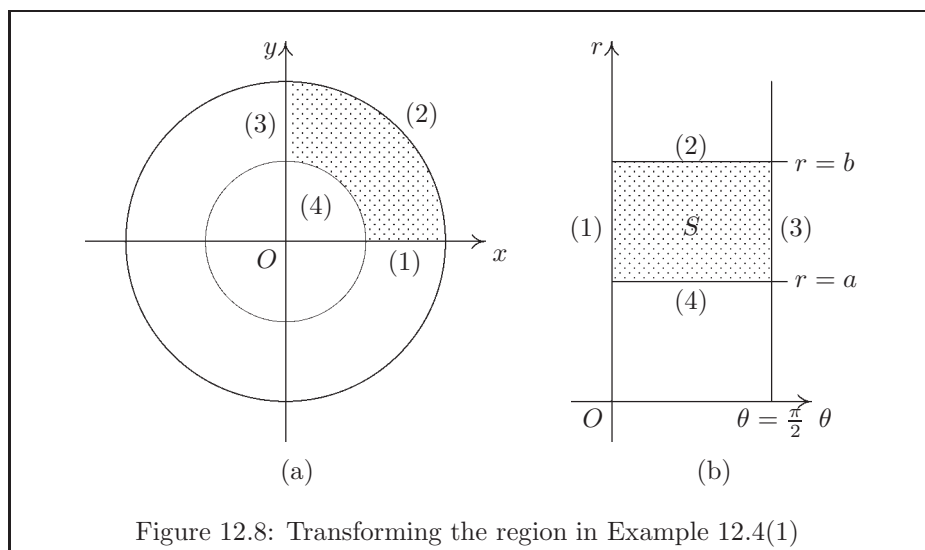 y
(3)
(2)
(4)
O
(1)
x
(a)
r
(2)
r = b
(1)
S
(3)
r = a
(4)
O
θ = π/2 θ
(b)
Figure 12.8: Transforming the region in Example 12.4(1)